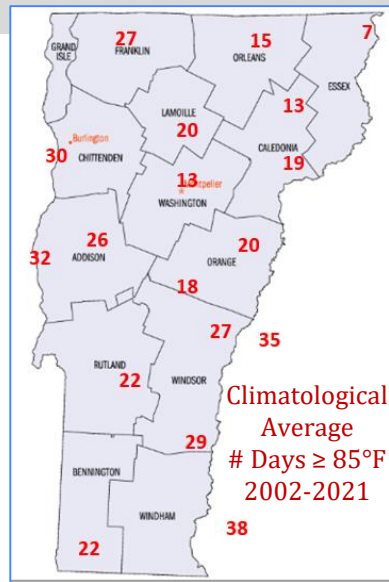 7
27
15
GRAND
ISLE
FRANKLIN
ORLEANS
ESSEX
LAMOILLE
20
13
Burlington
30
CHITTENDEN
CALEDONIA
19
13
Montpelier
WASHINGTON
26
20
32
ADDISON
ORANGE
18
27
35
RUTLAND
22
WINDSOR
Climatological
Average
# Days ≥ 85°F
2002-2021
29
BENNINGTON
WINDHAM
38
22